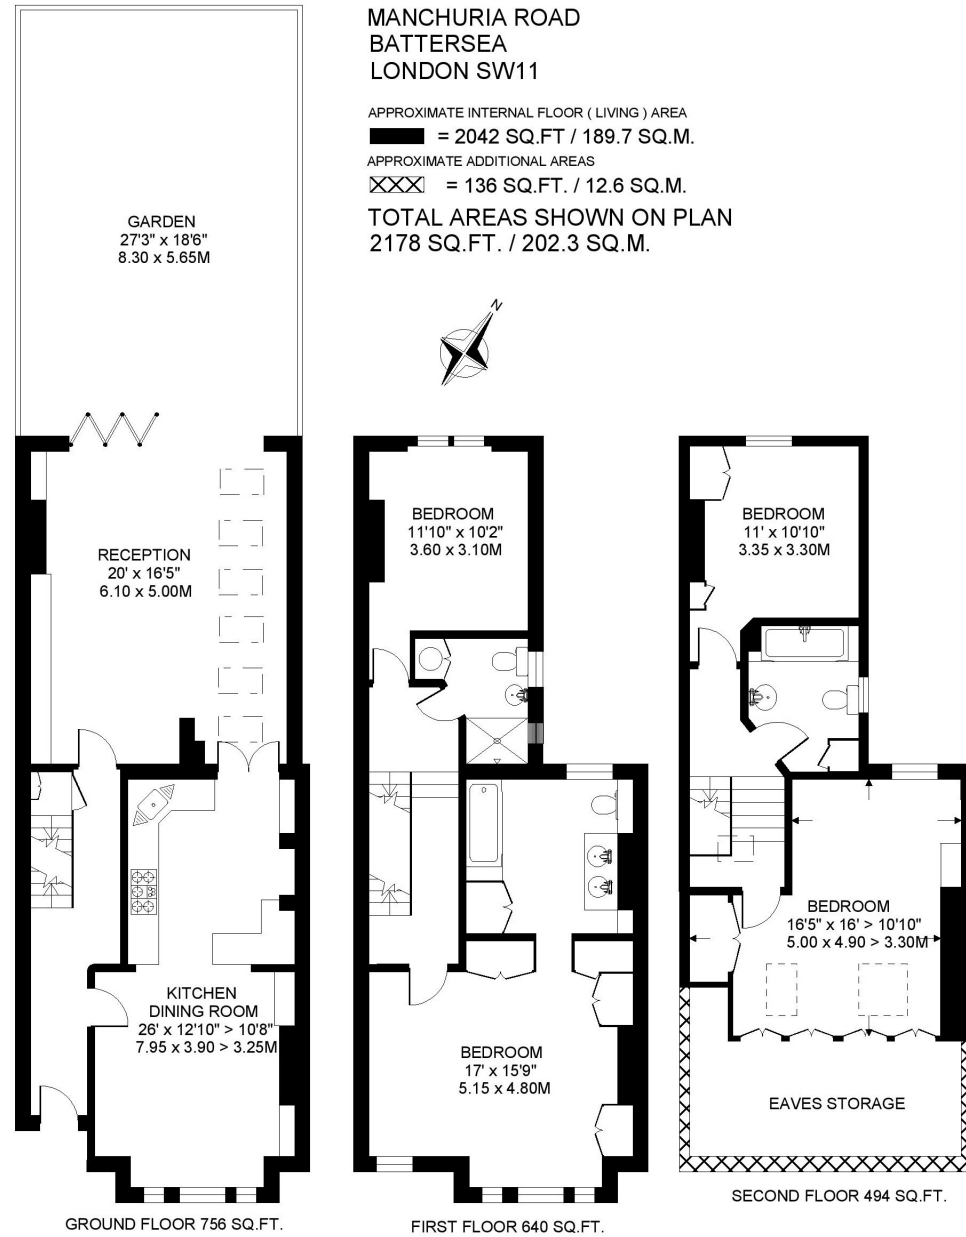 MANCHURIA ROAD
BATTERSEA
LONDON SW11
APPROXIMATE INTERNAL FLOOR ( LIVING ) AREA
= 2042 SQ.FT / 189.7 SQ.M.
APPROXIMATE ADDITIONAL AREAS
= 136 SQ.FT. / 12.6 SQ.M.
TOTAL AREAS SHOWN ON PLAN
2178 SQ.FT. / 202.3 SQ.M.
N
GARDEN
27'3" x 18'6"
8.30 x 5.65M
RECEPTION
20' x 16'5"
6.10 x 5.00M
KITCHEN
DINING ROOM
26' x 12'10" > 10'8"
7.95 x 3.90 > 3.25M
GROUND FLOOR 756 SQ.FT.
BEDROOM
11'10" x 10'2"
3.60 x 3.10M
BEDROOM
17' x 15'9"
5.15 x 4.80M
FIRST FLOOR 640 SQ.FT.
BEDROOM
11' x 10'10"
3.35 x 3.30M
BEDROOM
16'5" x 16' > 10'10"
5.00 x 4.90 > 3.30M
EAVES STORAGE
SECOND FLOOR 494 SQ.FT.